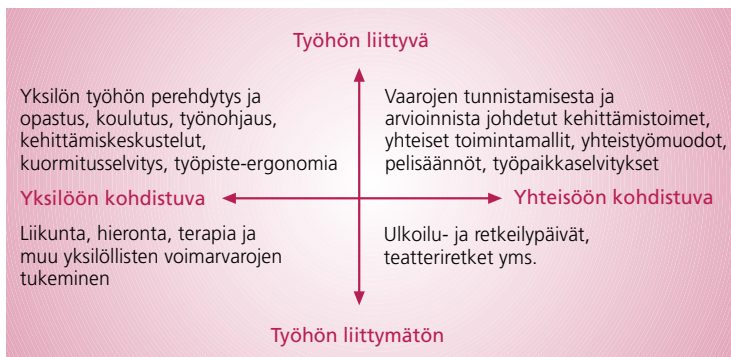 Työhön liittyvä
Yksilön työhön perehdytys ja
opastus, koulutus, työnohjaus,
kehittämiskeskustelut,
kuormitusselvitys, työpiste-ergonomia
Vaarojen tunnistamisesta ja
arvioinnista johdetut kehittämistoimet,
yhteiset toimintamallit, yhteistyömuodot,
pelisäännöt, työpaikkaselvitykset
Yksilöön kohdistuva
Yhteisöön kohdistuva
Liikunta, hieronta, terapia ja
muu yksilöllisten voimarvarojen
tukeminen
Ulkoilu- ja retkeilypäivät,
teatteriretket yms.
Työhön liittymätön